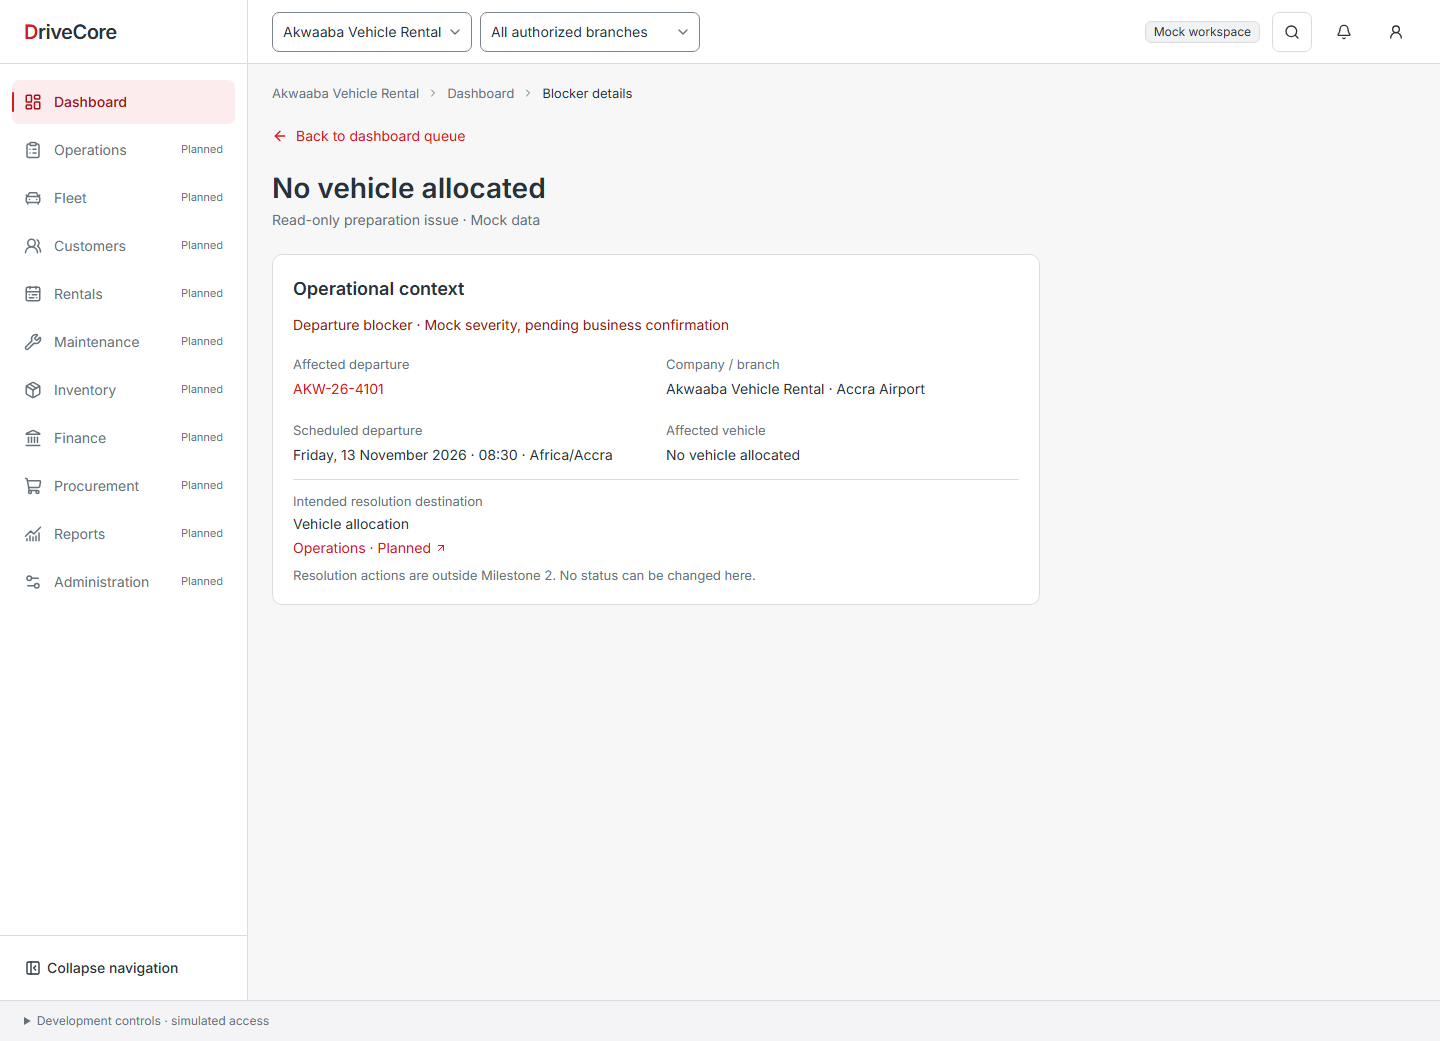 DriveCore
Akwaaba Vehicle Rental
All authorized branches
Mock workspace
Dashboard
Operations Planned
Fleet Planned
Customers Planned
Rentals Planned
Maintenance Planned
Inventory Planned
Finance Planned
Procurement Planned
Reports Planned
Administration Planned
Collapse navigation
Akwaaba Vehicle Rental > Dashboard > Blocker details
← Back to dashboard queue
No vehicle allocated
Read-only preparation issue · Mock data
Operational context
Departure blocker · Mock severity, pending business confirmation
Affected departure
AKW-26-4101
Company / branch
Akwaaba Vehicle Rental · Accra Airport
Scheduled departure
Friday, 13 November 2026 · 08:30 · Africa/Accra
Affected vehicle
No vehicle allocated
Intended resolution destination
Vehicle allocation
Operations · Planned
Resolution actions are outside Milestone 2. No status can be changed here.
Development controls · simulated access